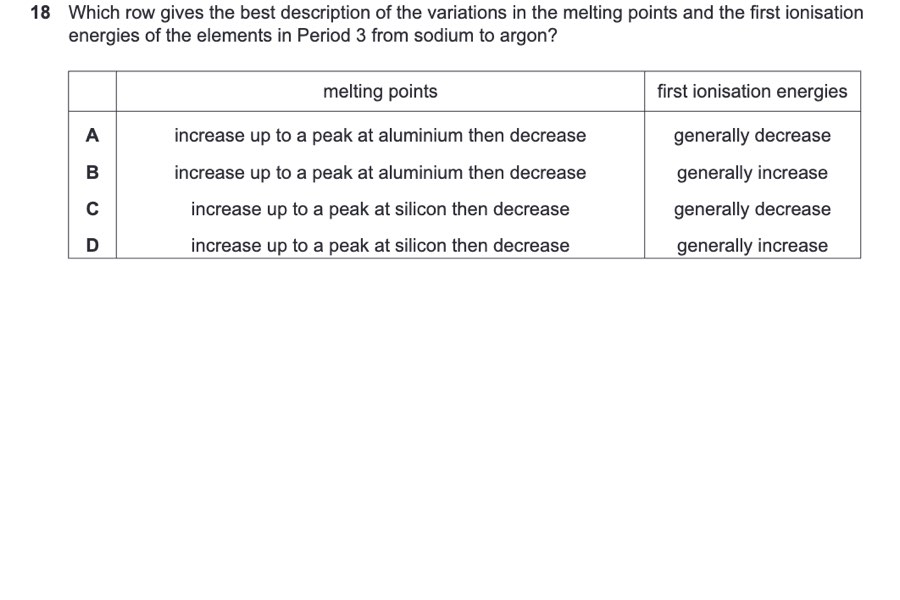 18 Which row gives the best description of the variations in the melting points and the first ionisation
energies of the elements in Period 3 from sodium to argon?
melting points first ionisation energies
A increase up to a peak at aluminium then decrease generally decrease
B increase up to a peak at aluminium then decrease generally increase
C increase up to a peak at silicon then decrease generally decrease
D increase up to a peak at silicon then decrease generally increase